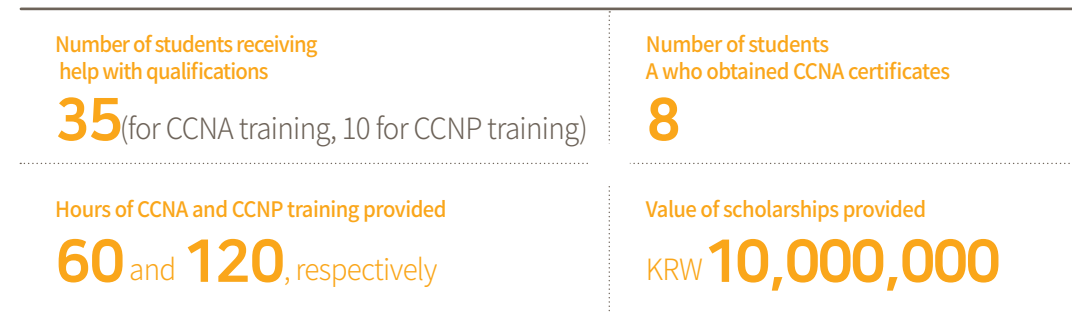 Number of students receiving
help with qualifications
35(for CCNA training, 10 for CCNP training)
Number of students
A who obtained CCNA certificates
8
Hours of CCNA and CCNP training provided
60 and 120, respectively
Value of scholarships provided
KRW 10,000,000